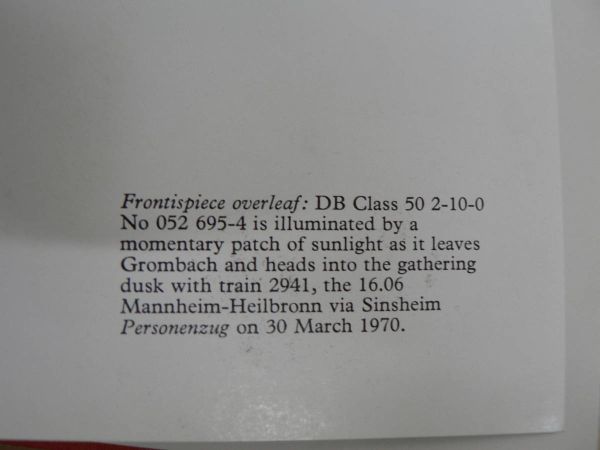 Frontispiece overleaf: DB Class 50 2-10-0
No 052 695-4 is illuminated by a
momentary patch of sunlight as it leaves
Grombach and heads into the gathering
dusk with train 2941, the 16.06
Mannheim-Heilbronn via Sinsheim
Personenzug on 30 March 1970.